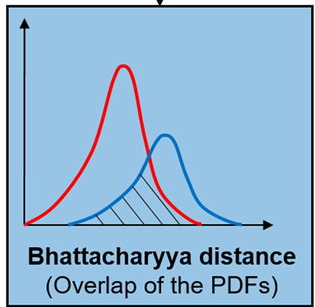 Bhattacharyya distance
(Overlap of the PDFs)